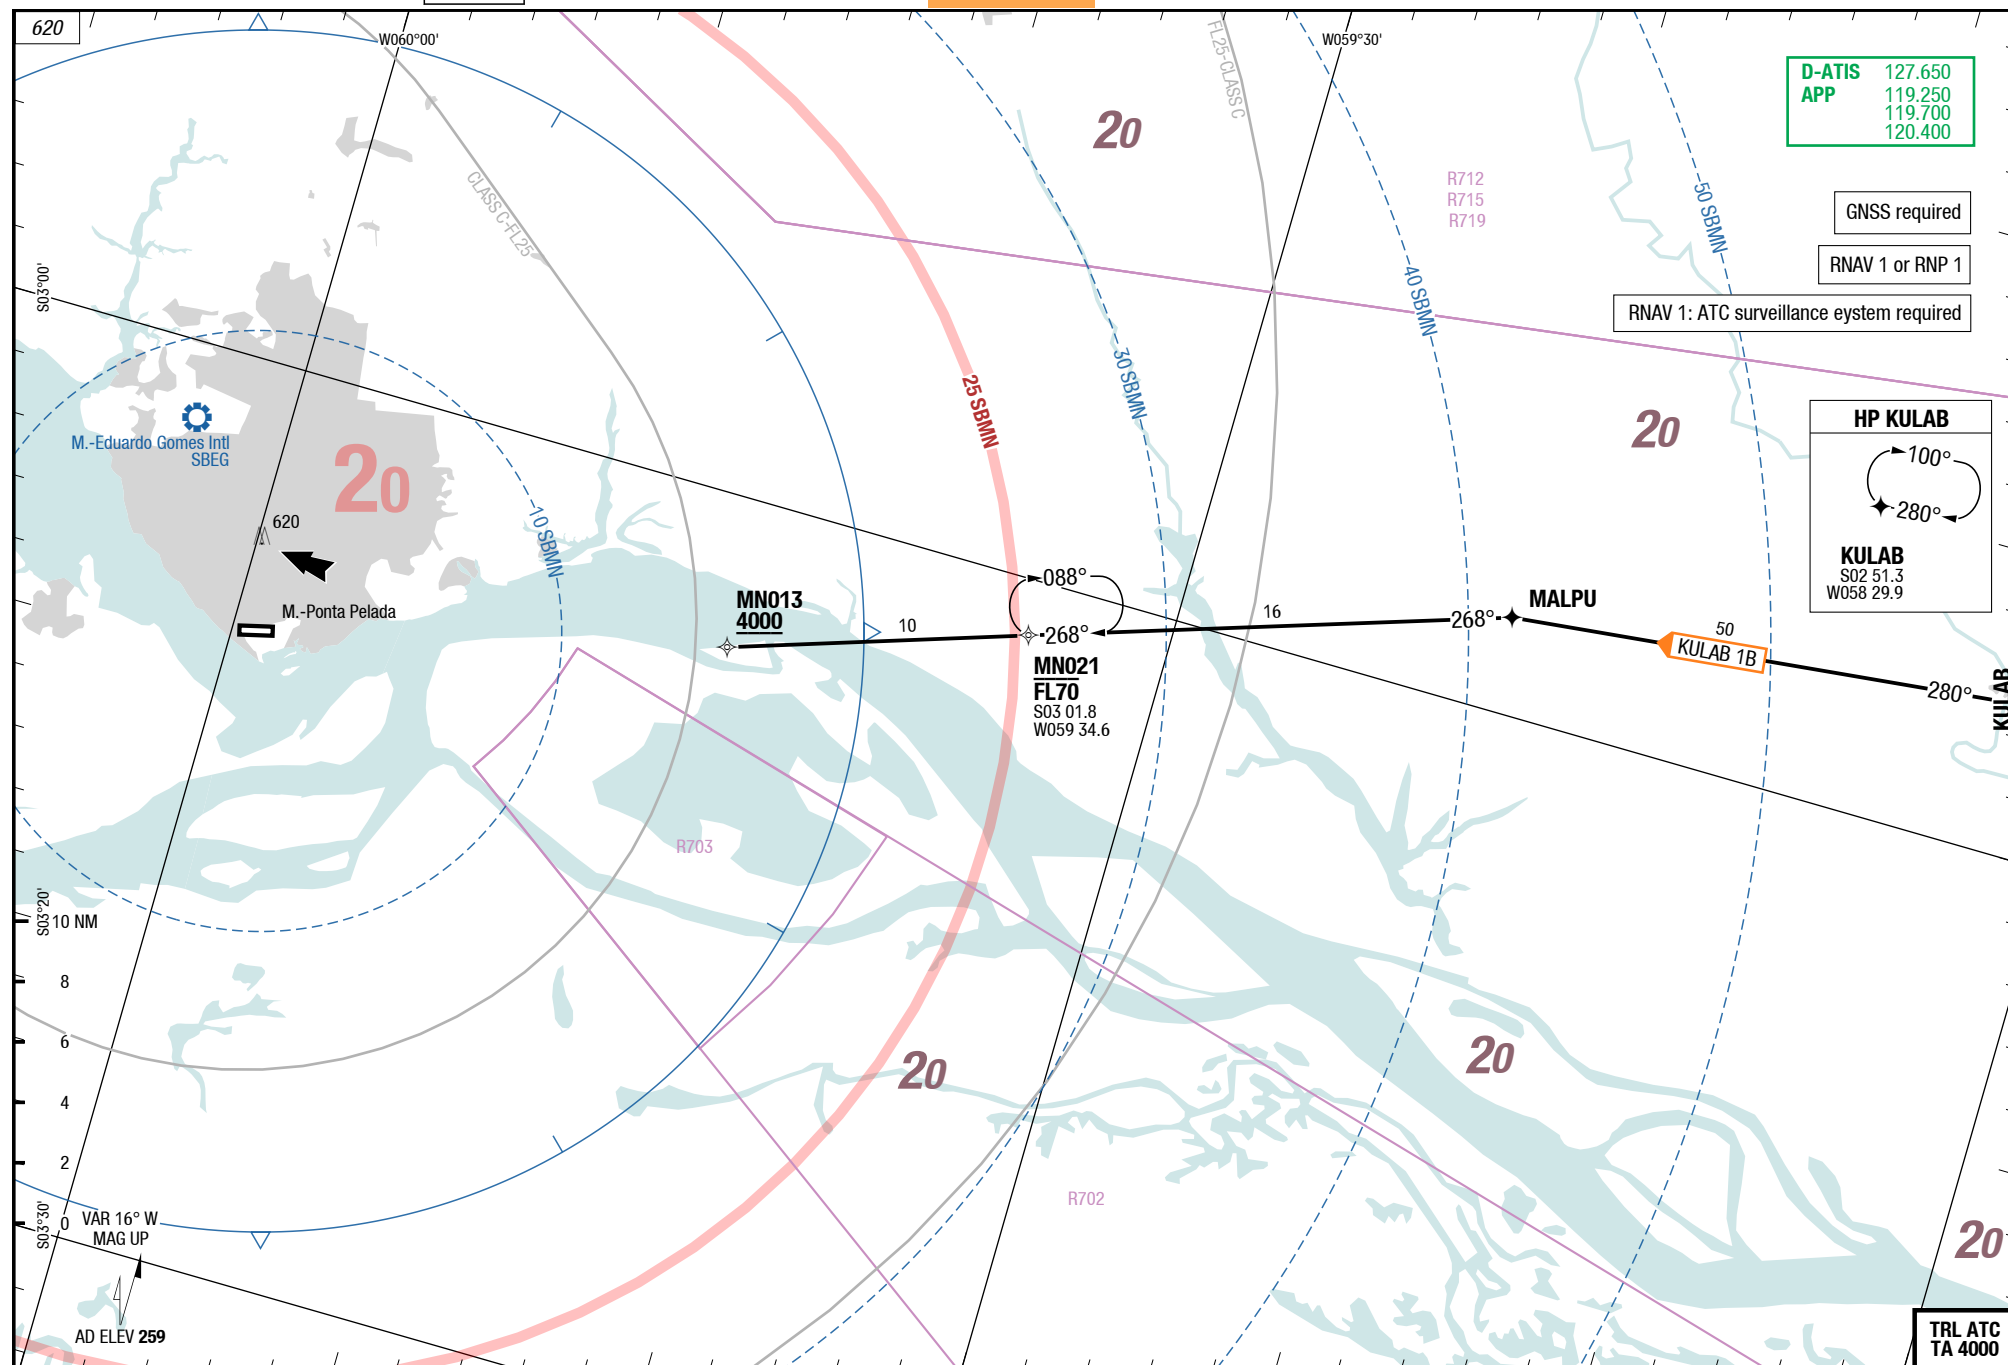 620
W060°00'
W059°30'
FL25-CLASS C
CLASS C-FL25
D-ATIS 127.650
APP 119.250
119.700
120.400
20
R712
R715
R719
50 SBMN
GNSS required
RNAV 1 or RNP 1
RNAV 1: ATC surveillance eystem required
40 SBMN
30 SBMN
25 SBMN
10 SBMN
S03°00'
M.-Eduardo Gomes Intl
SBEG
20
20
HP KULAB
100°
280°
KULAB
S02 51.3
W058 29.9
620
M.-Ponta Pelada
MN013
4000
10
088°
268°
MN021
FL70
S03 01.8
W059 34.6
16
268°
MALPU
50
KULAB 1B
280°
KULAB
R703
S03°20'
10 NM
8
6
4
2
0
20
20
R702
20
S03°30'
VAR 16° W
MAG UP
AD ELEV 259
TRL ATC
TA 4000